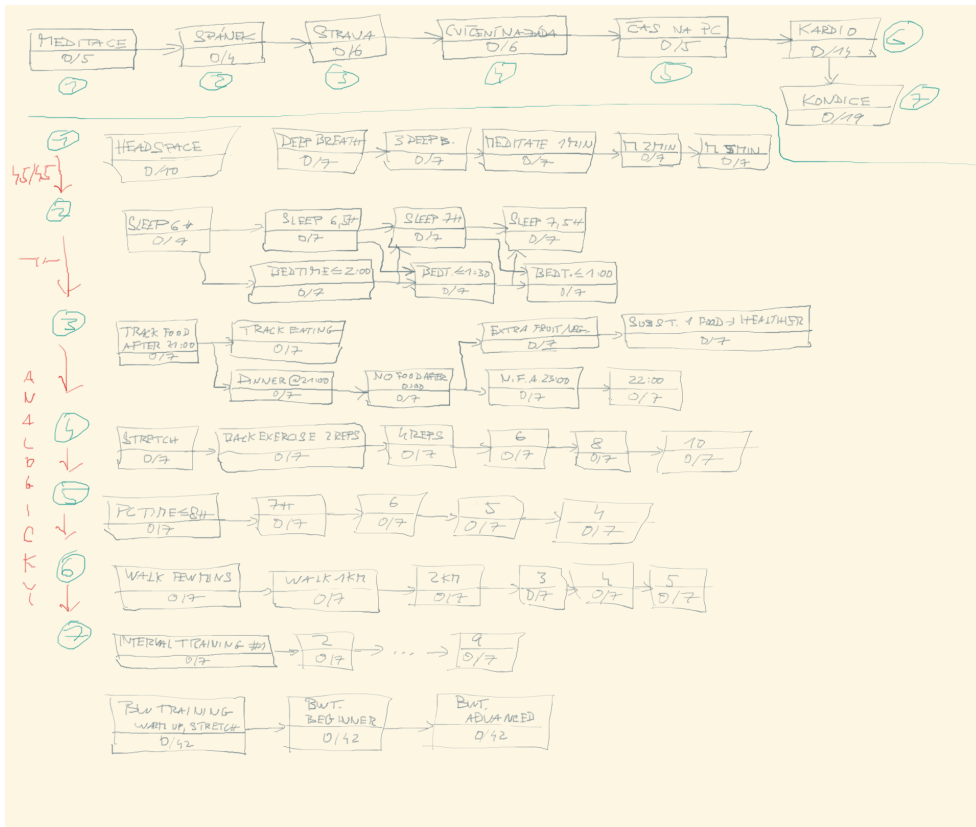 MEDITACE
0/5
SPÁNEK
0/4
STRAVA
0/6
CVIČENÍ NA ZÁDA
0/6
ČAS NA PC
0/5
KARDIO
0/14
KONDICE
0/19
1
2
3
4
5
6
7
1
HEADSPACE
0/10
DEEP BREATH
0/7
3 DEEP B.
0/7
MEDITATE 1 MIN
0/7
M 2 MIN
0/7
M 5 MIN
0/7
45/45
2
SLEEP 6H
0/7
SLEEP 6,5H
0/7
SLEEP 7H
0/7
SLEEP 7,5H
0/7
BEDTIME ≤ 2:00
0/7
BEDT. ≤ 1:30
0/7
BEDT. ≤ 1:00
0/7
3
TRACK FOOD
AFTER 21:00
0/7
TRACK EATING
0/7
EXTRA FRUIT/VEG.
0/7
SUBST. 1 FOOD → HEALTHIER
0/7
DINNER @ 21:00
0/7
NO FOOD AFTER
0:00
0/7
N.F.A. 23:00
0/7
22:00
0/7
ANALOGICKY
4
STRETCH
0/7
BACK EXERCISE 2 REPS
0/7
4 REPS
0/7
6
0/7
8
0/7
10
0/7
5
PC TIME ≤ 8H
0/7
7H
0/7
6
0/7
5
0/7
4
0/7
6
WALK FEW MINS
0/7
WALK 1KM
0/7
2KM
0/7
3
0/7
4
0/7
5
0/7
7
INTERVAL TRAINING #1
0/7
2
0/7
...
9
0/7
BW TRAINING
WARM UP, STRETCH
0/42
BWT.
BEGINNER
0/42
BWT.
ADVANCED
0/42